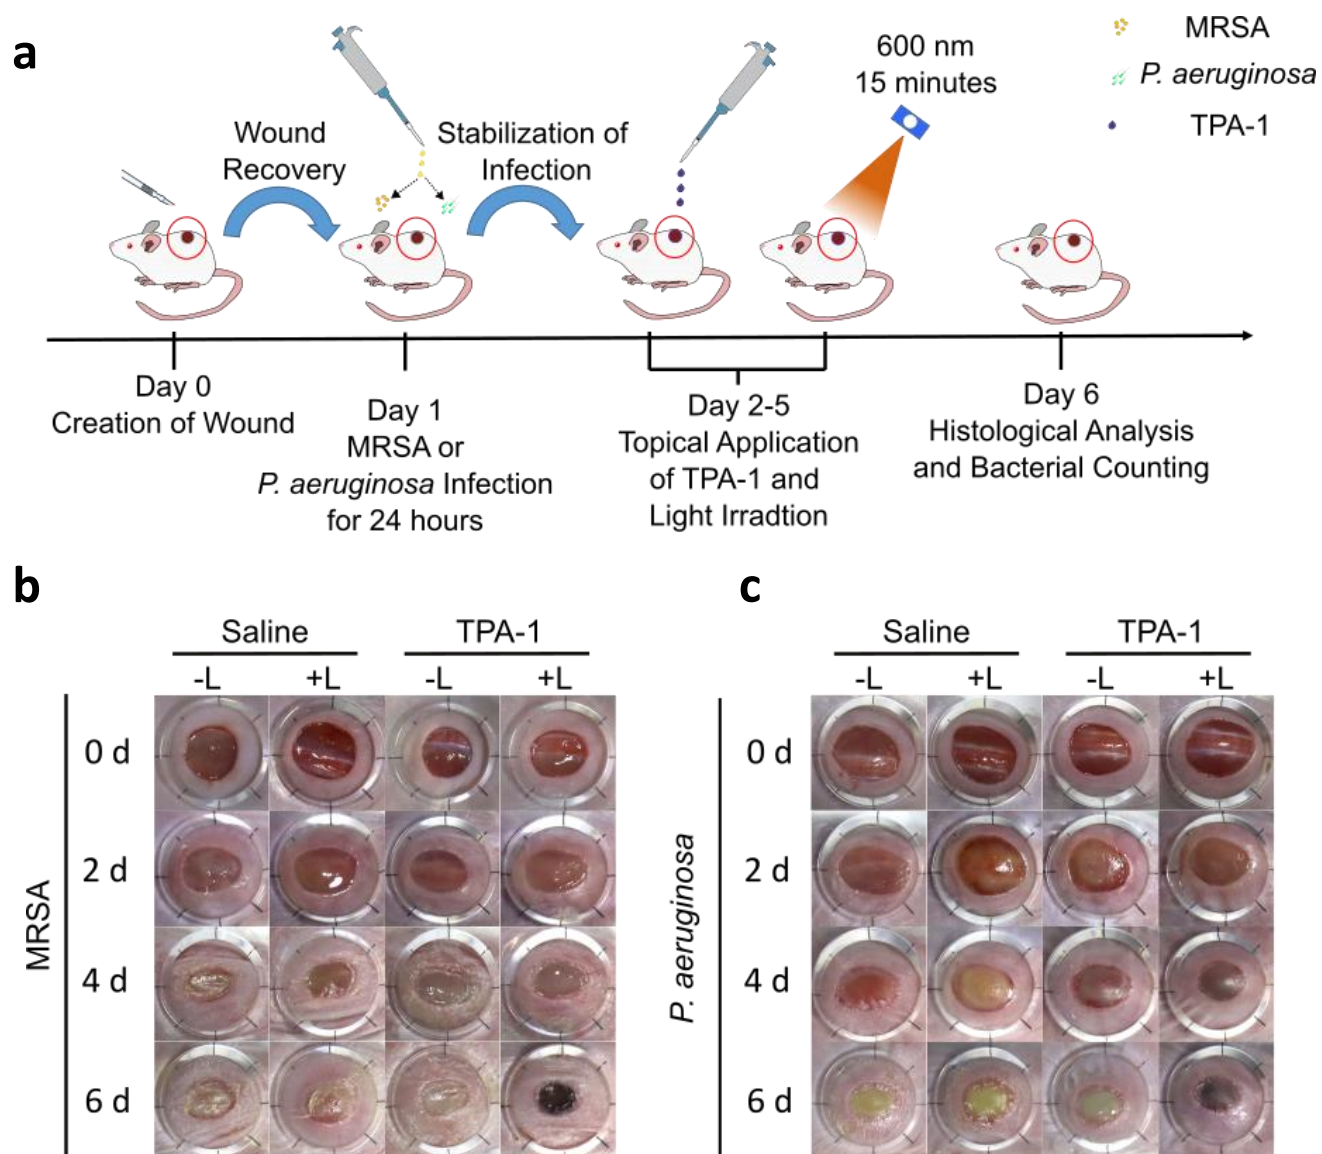 a
MRSA
P. aeruginosa
TPA-1
600 nm
15 minutes
Wound
Recovery
Stabilization of
Infection
Day 0
Creation of Wound
Day 1
MRSA or
P. aeruginosa Infection
for 24 hours
Day 2-5
Topical Application
of TPA-1 and
Light Irradtion
Day 6
Histological Analysis
and Bacterial Counting
b
Saline TPA-1
-L +L -L +L
MRSA
0 d
2 d
4 d
6 d
c
Saline TPA-1
-L +L -L +L
P. aeruginosa
0 d
2 d
4 d
6 d